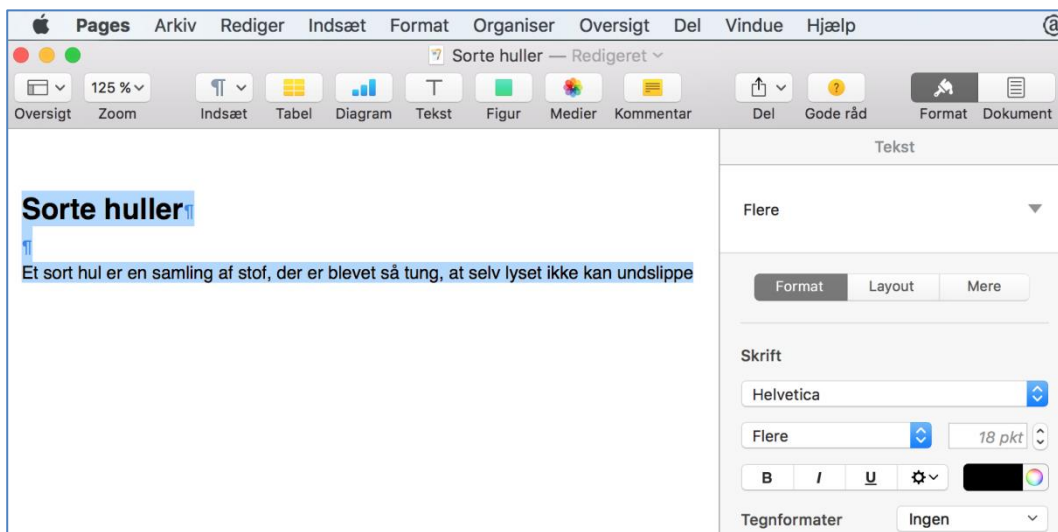 Pages Arkiv Rediger Indsæt Format Organiser Oversigt Del Vindue Hjælp @
Sorte huller — Redigeret
125 %
Oversigt Zoom Indsæt Tabel Diagram Tekst Figur Medier Kommentar Del Gode råd Format Dokument
Tekst
Sorte huller¶
¶
Et sort hul er en samling af stof, der er blevet så tung, at selv lyset ikke kan undslippe
Flere
Format Layout Mere
Skrift
Helvetica
Flere 18 pkt
B I U
Tegnformater Ingen